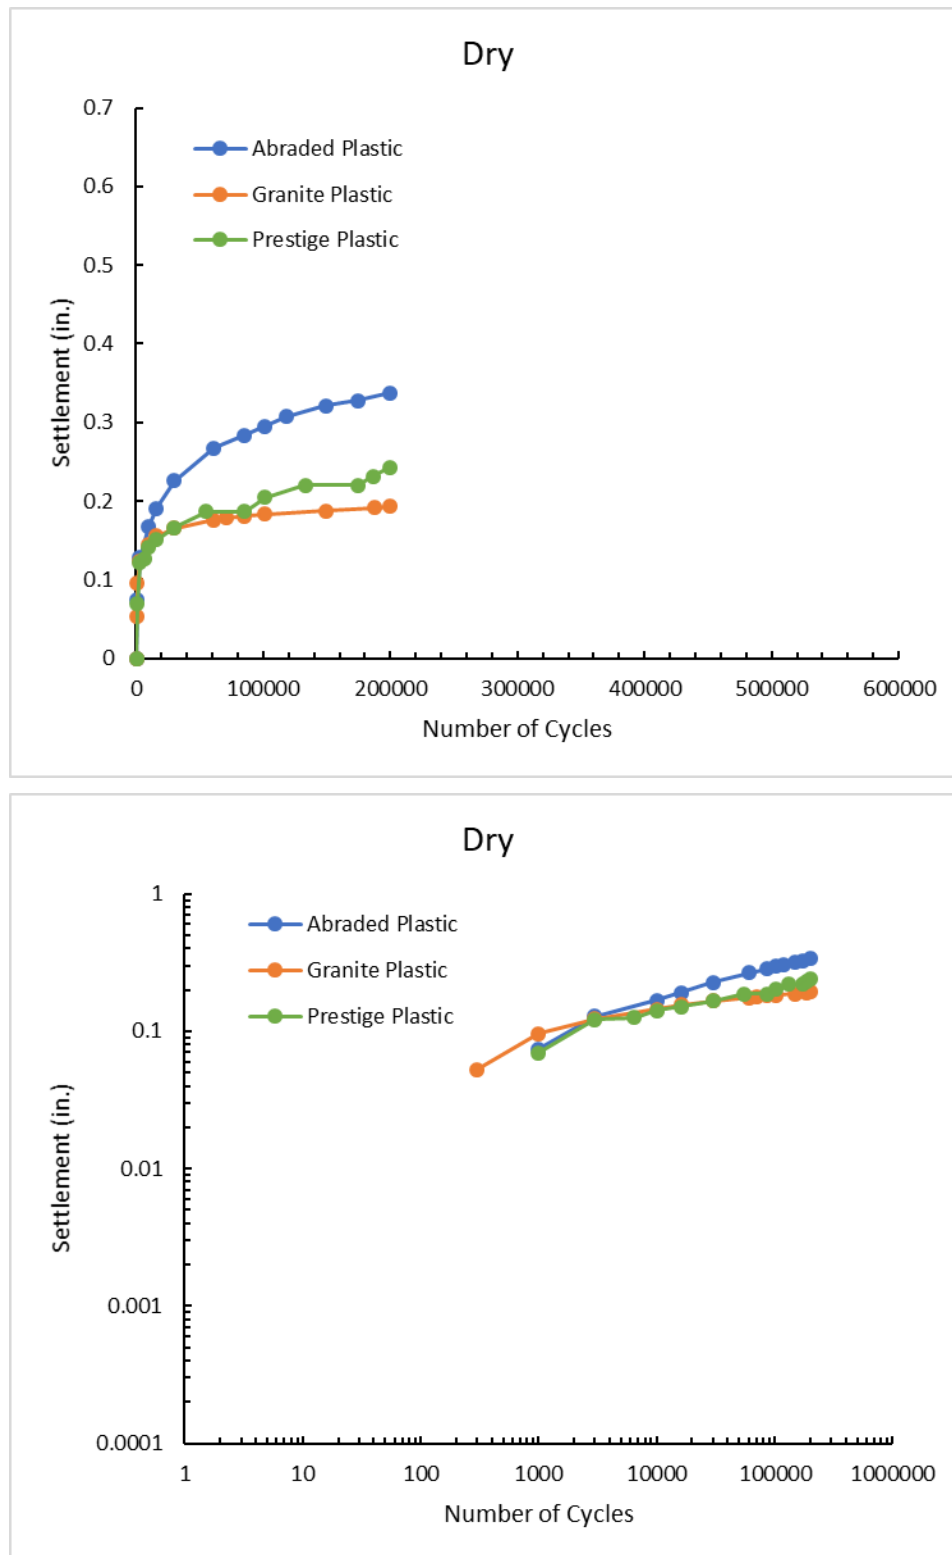 Dry
0.7
Abraded Plastic
0.6
Granite Plastic
Prestige Plastic
0.5
0.4
0.3
0.2
0.1
0
Settlement (in.)
0 100000 200000 300000 400000 500000 600000
Number of Cycles
Dry
1
Abraded Plastic
Granite Plastic
Prestige Plastic
0.1
0.01
0.001
0.0001
Settlement (in.)
1 10 100 1000 10000 100000 1000000
Number of Cycles